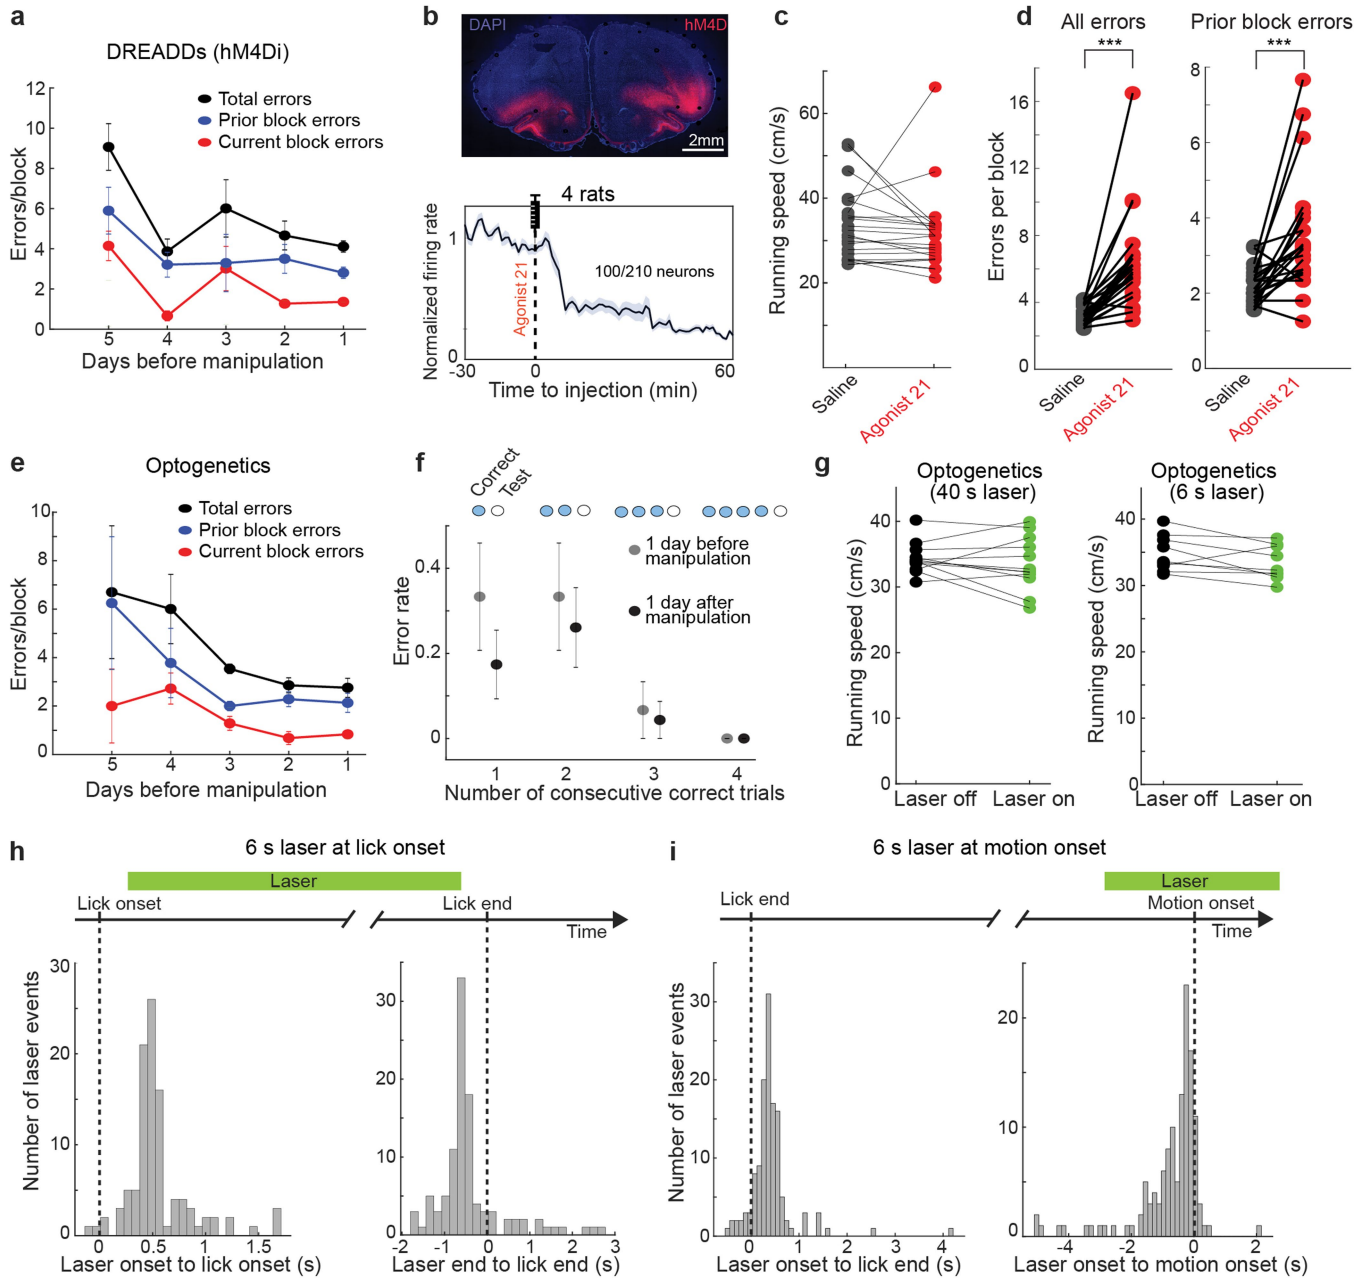 a
DREADDs (hM4Di)
12
10
8
6
4
2
0
Errors/block
Total errors
Prior block errors
Current block errors
5 4 3 2 1
Days before manipulation
b
DAPI
hM4D
2mm
4 rats
Normalized firing rate
1
0
Agonist 21
100/210 neurons
-30 0 60
Time to injection (min)
c
Running speed (cm/s)
60
40
20
Saline
Agonist 21
d
All errors
***
Errors per block
16
12
8
4
0
Saline
Agonist 21
Prior block errors
***
8
6
4
2
0
Saline
Agonist 21
e
Optogenetics
10
8
6
4
2
0
Errors/block
Total errors
Prior block errors
Current block errors
5 4 3 2 1
Days before manipulation
f
Correct
Test
Error rate
0.4
0.2
0
1 day before
manipulation
1 day after
manipulation
1 2 3 4
Number of consecutive correct trials
g
Optogenetics
(40 s laser)
Running speed (cm/s)
40
30
20
10
0
Laser off Laser on
Optogenetics
(6 s laser)
Running speed (cm/s)
40
30
20
10
0
Laser off Laser on
h
6 s laser at lick onset
Laser
Lick onset
Lick end
Time
Number of laser events
30
20
10
0
0 0.5 1 1.5
Laser onset to lick onset (s)
30
20
10
0
-2 -1 0 1 2 3
Laser end to lick end (s)
i
6 s laser at motion onset
Laser
Lick end
Motion onset
Time
Number of laser events
30
20
10
0
0 1 2 3 4
Laser onset to lick end (s)
20
10
0
-4 -2 0 2
Laser onset to motion onset (s)